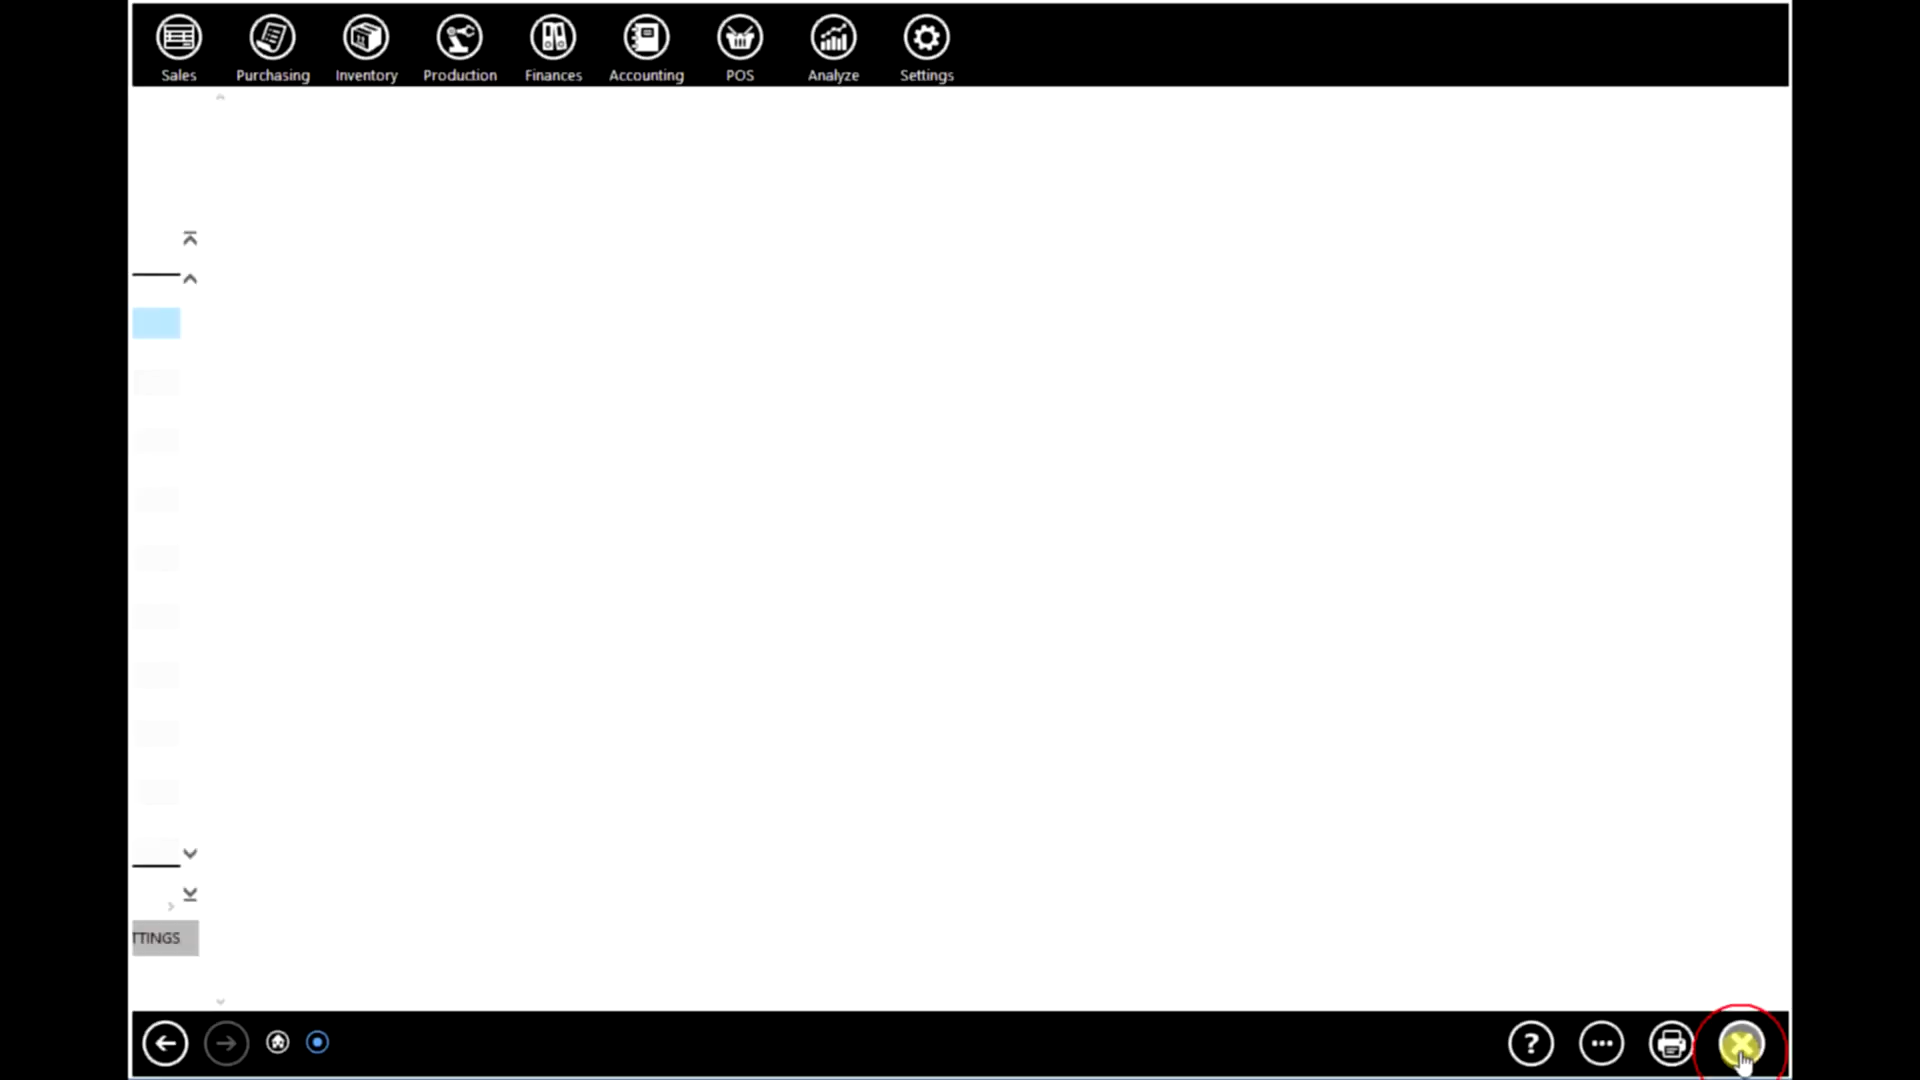 Sales Purchasing Inventory Production Finances Accounting POS Analyze Settings
TTINGS
?